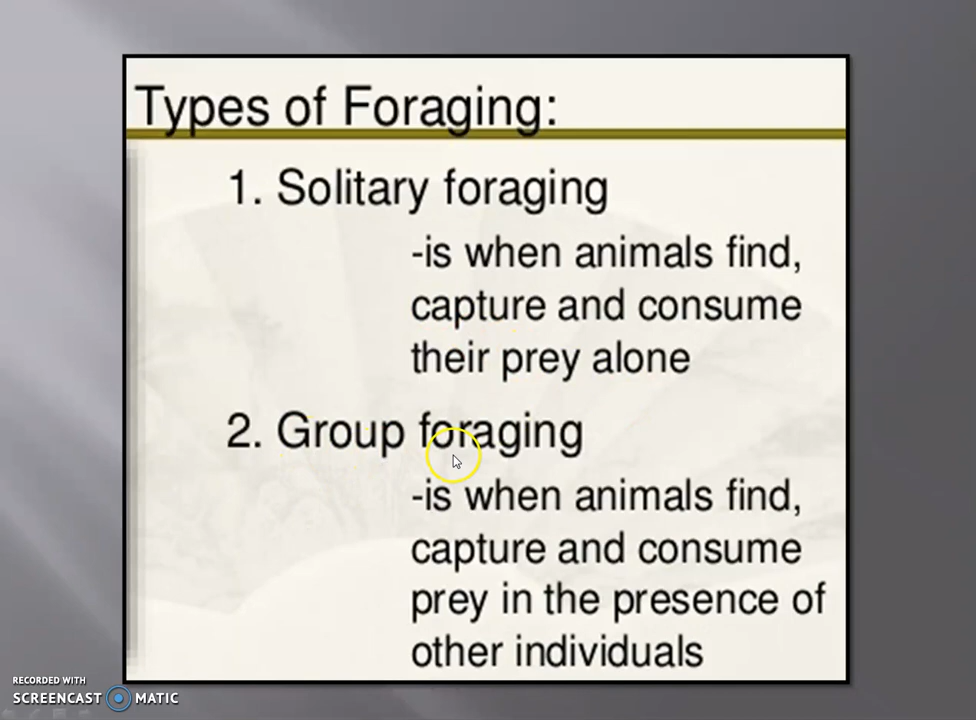 Types of Foraging:
1. Solitary foraging
-is when animals find,
capture and consume
their prey alone
2. Group foraging
-is when animals find,
capture and consume
prey in the presence of
other individuals
RECORDED WITH
SCREENCAST MATIC